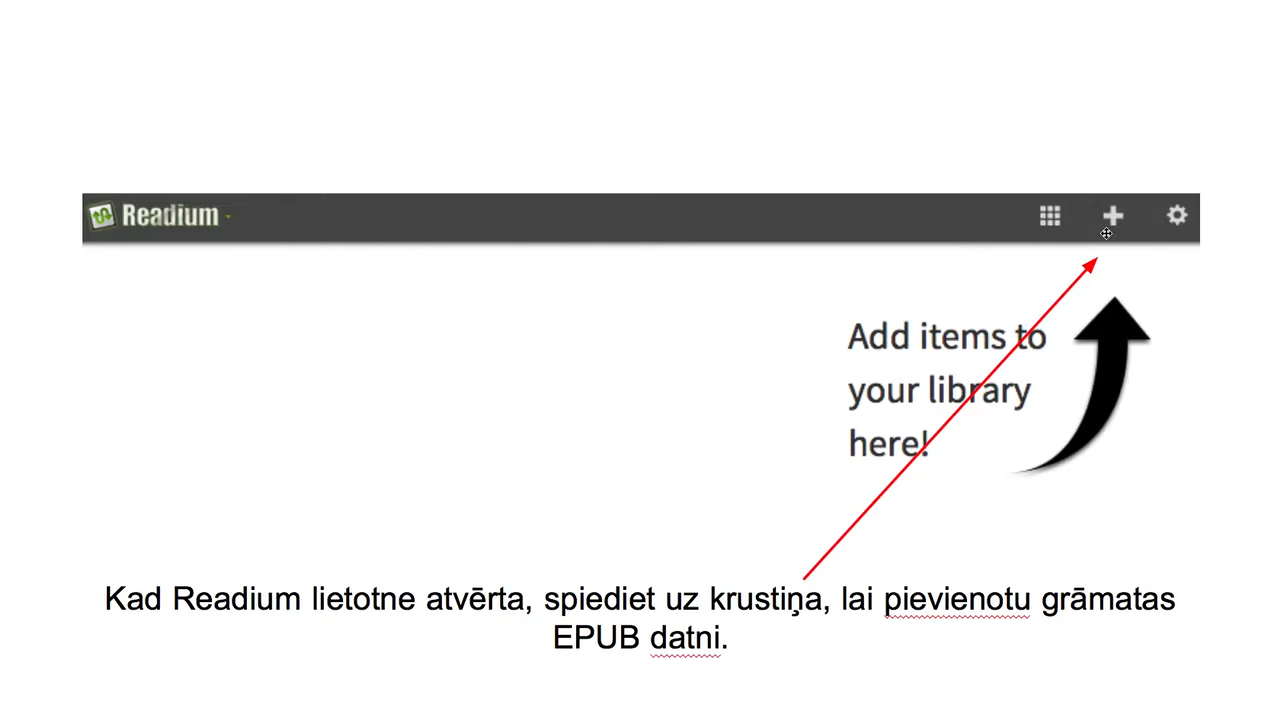 Readium
Add items to
your library
here!
Kad Readium lietotne atvērta, spiediet uz krustiņa, lai pievienotu grāmatas
EPUB datni.